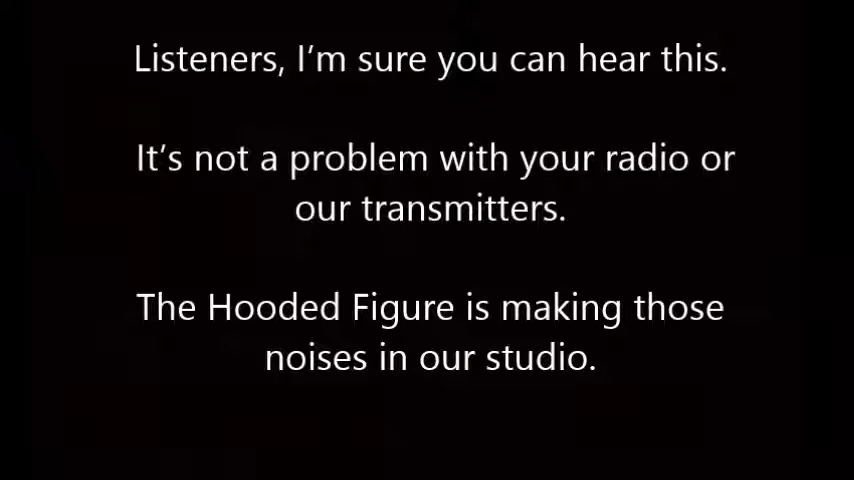 Listeners, I’m sure you can hear this.
It’s not a problem with your radio or
our transmitters.
The Hooded Figure is making those
noises in our studio.